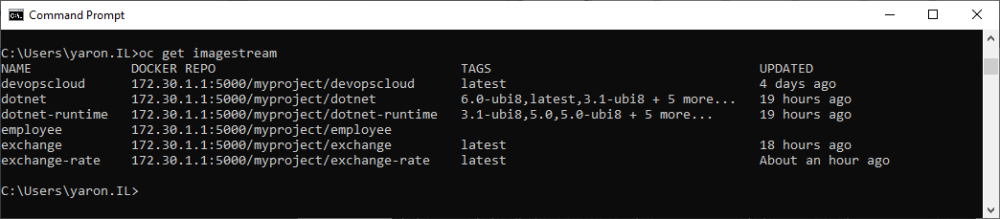 Command Prompt
C:\Users\yaron.IL>oc get imagestream
NAME DOCKER REPO TAGS UPDATED
devopscloud 172.30.1.1:5000/myproject/devopscloud latest 4 days ago
dotnet 172.30.1.1:5000/myproject/dotnet 6.0-ubi8,latest,3.1-ubi8 + 5 more... 19 hours ago
dotnet-runtime 172.30.1.1:5000/myproject/dotnet-runtime 3.1-ubi8,5.0,5.0-ubi8 + 5 more... 19 hours ago
employee 172.30.1.1:5000/myproject/employee
exchange 172.30.1.1:5000/myproject/exchange latest 18 hours ago
exchange-rate 172.30.1.1:5000/myproject/exchange-rate latest About an hour ago
C:\Users\yaron.IL>